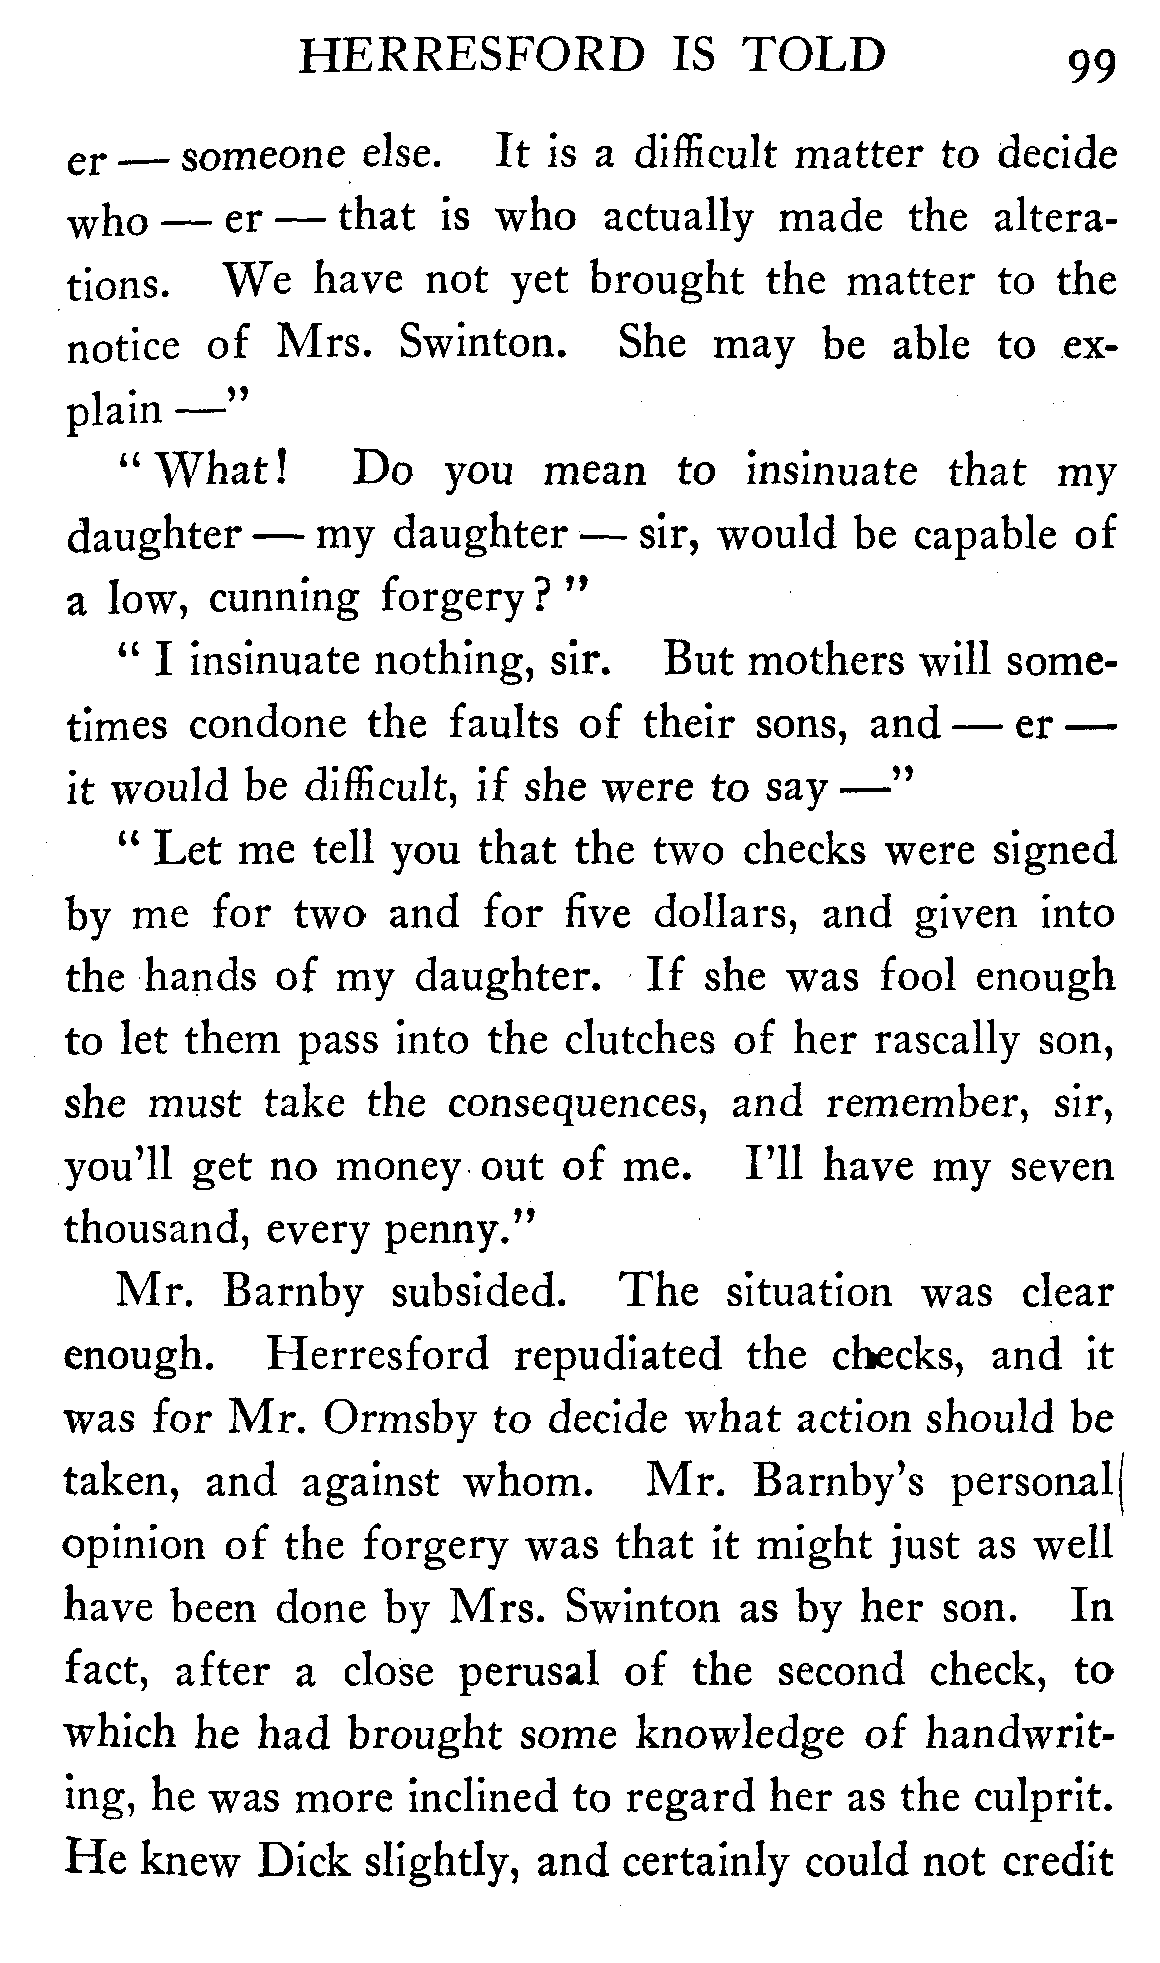 HERRESFORD IS TOLD 99
er — someone else. It is a difficult matter to decide
who — er — that is who actually made the altera-
tions. We have not yet brought the matter to the
notice of Mrs. Swinton. She may be able to ex-
plain —”
“ What! Do you mean to insinuate that my
daughter — my daughter — sir, would be capable of
a low, cunning forgery? ”
“ I insinuate nothing, sir. But mothers will some-
times condone the faults of their sons, and — er —
it would be difficult, if she were to say —”
“ Let me tell you that the two checks were signed
by me for two and for five dollars, and given into
the hands of my daughter. If she was fool enough
to let them pass into the clutches of her rascally son,
she must take the consequences, and remember, sir,
you’ll get no money out of me. I’ll have my seven
thousand, every penny.”
Mr. Barnby subsided. The situation was clear
enough. Herresford repudiated the checks, and it
was for Mr. Ormsby to decide what action should be
taken, and against whom. Mr. Barnby’s personal
opinion of the forgery was that it might just as well
have been done by Mrs. Swinton as by her son. In
fact, after a close perusal of the second check, to
which he had brought some knowledge of handwrit-
ing, he was more inclined to regard her as the culprit.
He knew Dick slightly, and certainly could not credit